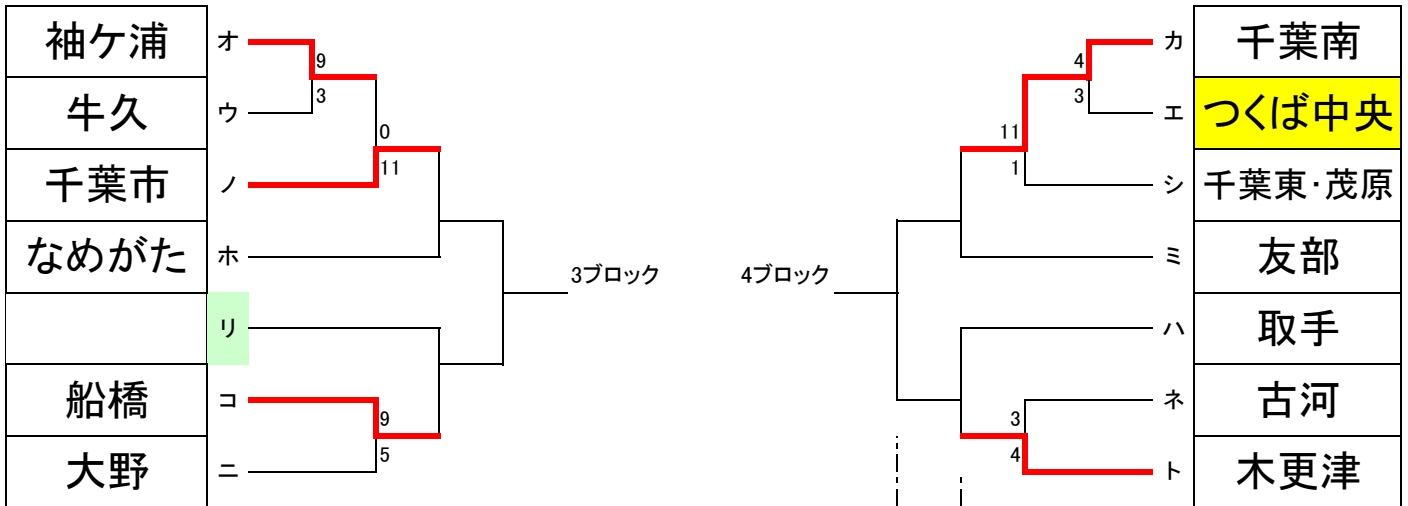 袖ケ浦 オ
9
3
牛久 ウ
0
11
千葉市 ノ
なめがた ホ
3ブロック
リ
船橋 コ
9
5
大野 ニ
カ 千葉南
4
3
エ つくば中央
11
1
シ 千葉東・茂原
ミ 友部
4ブロック
ハ 取手
ネ 古河
3
4
ト 木更津